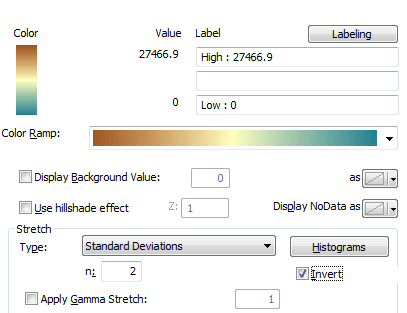 Color Value Label Labeling
27466.9 High : 27466.9
0 Low : 0
Color Ramp:
Display Background Value: 0 as
Use hillshade effect Z: 1 Display NoData as
Stretch
Type: Standard Deviations Histograms
n: 2 Invert
Apply Gamma Stretch: 1